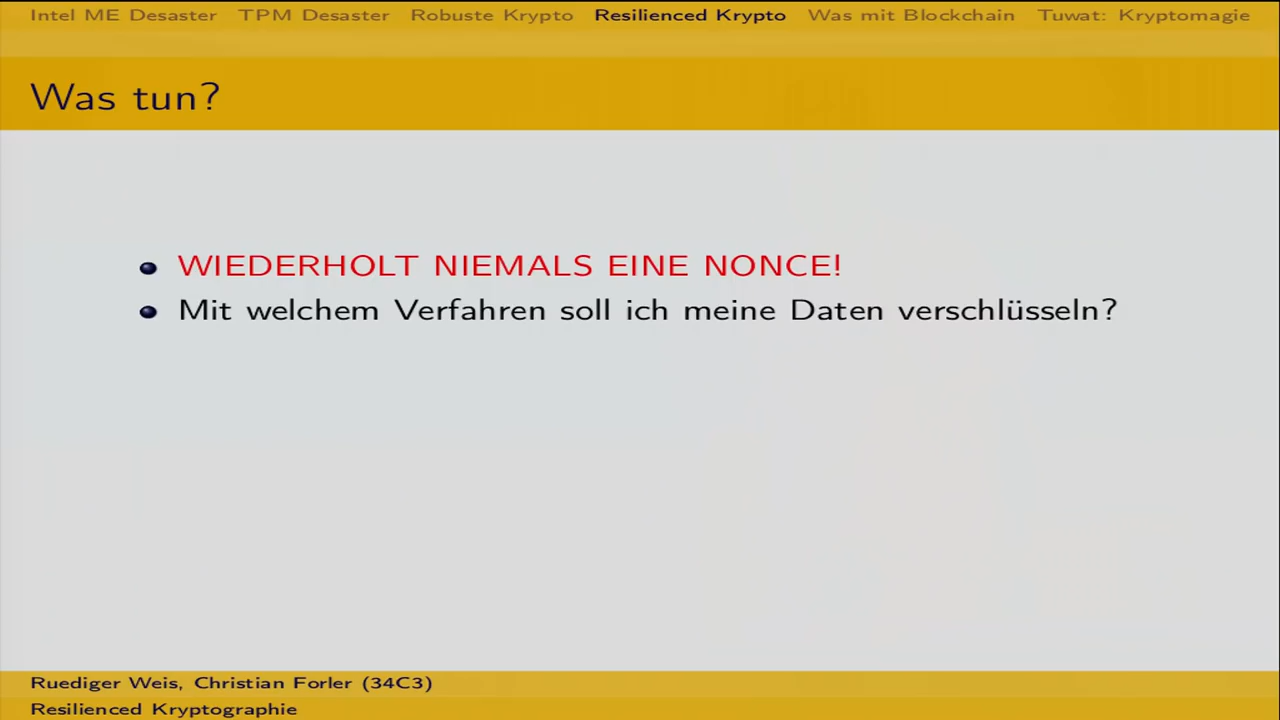 Intel ME Desaster TPM Desaster Robuste Krypto Resilienced Krypto Was mit Blockchain Tuwat: Kryptomagie
Was tun?
WIEDERHOLT NIEMALS EINE NONCE!
Mit welchem Verfahren soll ich meine Daten verschlüsseln?
Ruediger Weis, Christian Forler (34C3)
Resilienced Kryptographie